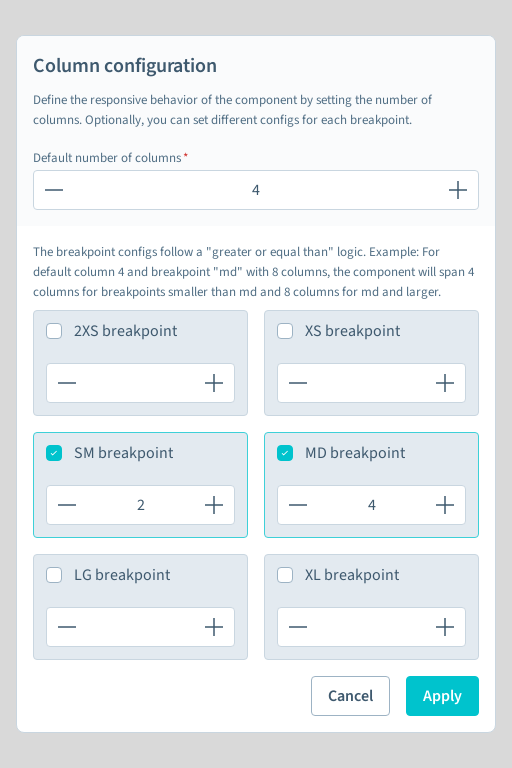 Column configuration
Define the responsive behavior of the component by setting the number of
columns. Optionally, you can set different configs for each breakpoint.
Default number of columns*
4
The breakpoint configs follow a "greater or equal than" logic. Example: For
default column 4 and breakpoint "md" with 8 columns, the component will span 4
columns for breakpoints smaller than md and 8 columns for md and larger.
2XS breakpoint
XS breakpoint
SM breakpoint
2
MD breakpoint
4
LG breakpoint
XL breakpoint
Cancel
Apply